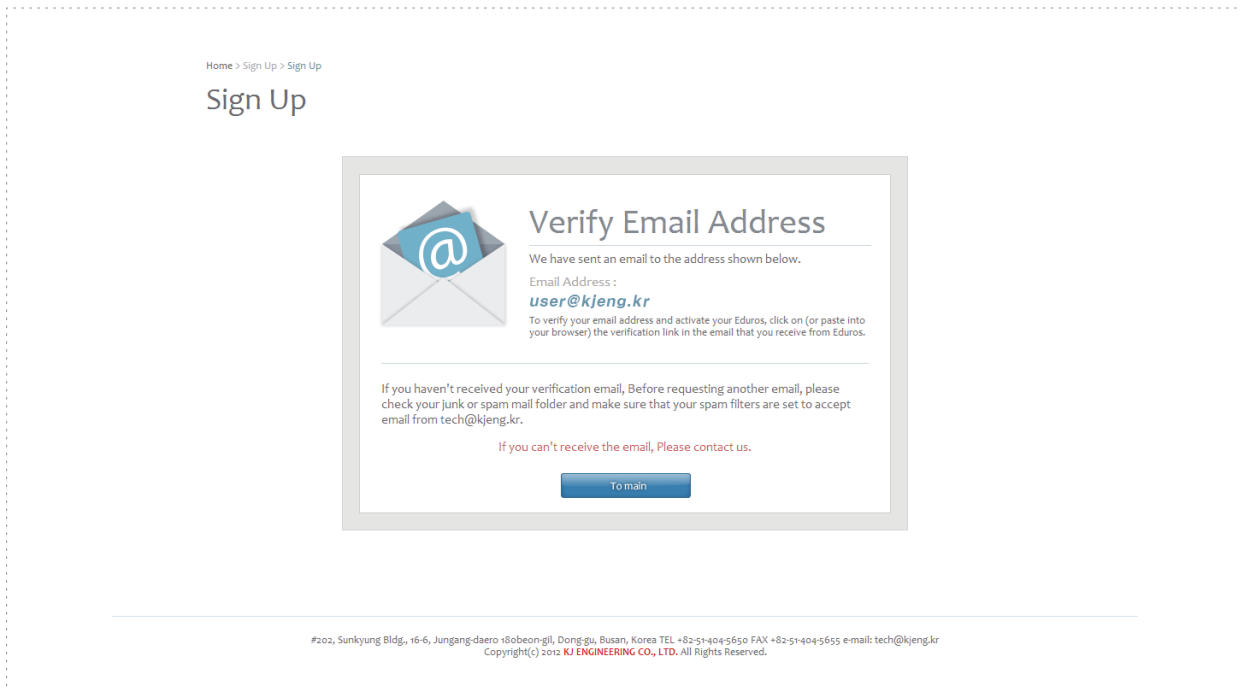 Home > Sign Up > Sign Up
Sign Up
@
Verify Email Address
We have sent an email to the address shown below.
Email Address :
user@kjeng.kr
To verify your email address and activate your Eduros, click on (or paste into
your browser) the verification link in the email that you receive from Eduros.
If you haven't received your verification email, Before requesting another email, please
check your junk or spam mail folder and make sure that your spam filters are set to accept
email from tech@kjeng.kr.
If you can't receive the email, Please contact us.
To main
#202, Sunkyung Bldg., 16-6, Jungang-daero 180beon-gil, Dong-gu, Busan, Korea TEL +82-51-404-5650 FAX +82-51-404-5655 e-mail: tech@kjeng.kr
Copyright(c) 2012 KJ ENGINEERING CO., LTD. All Rights Reserved.